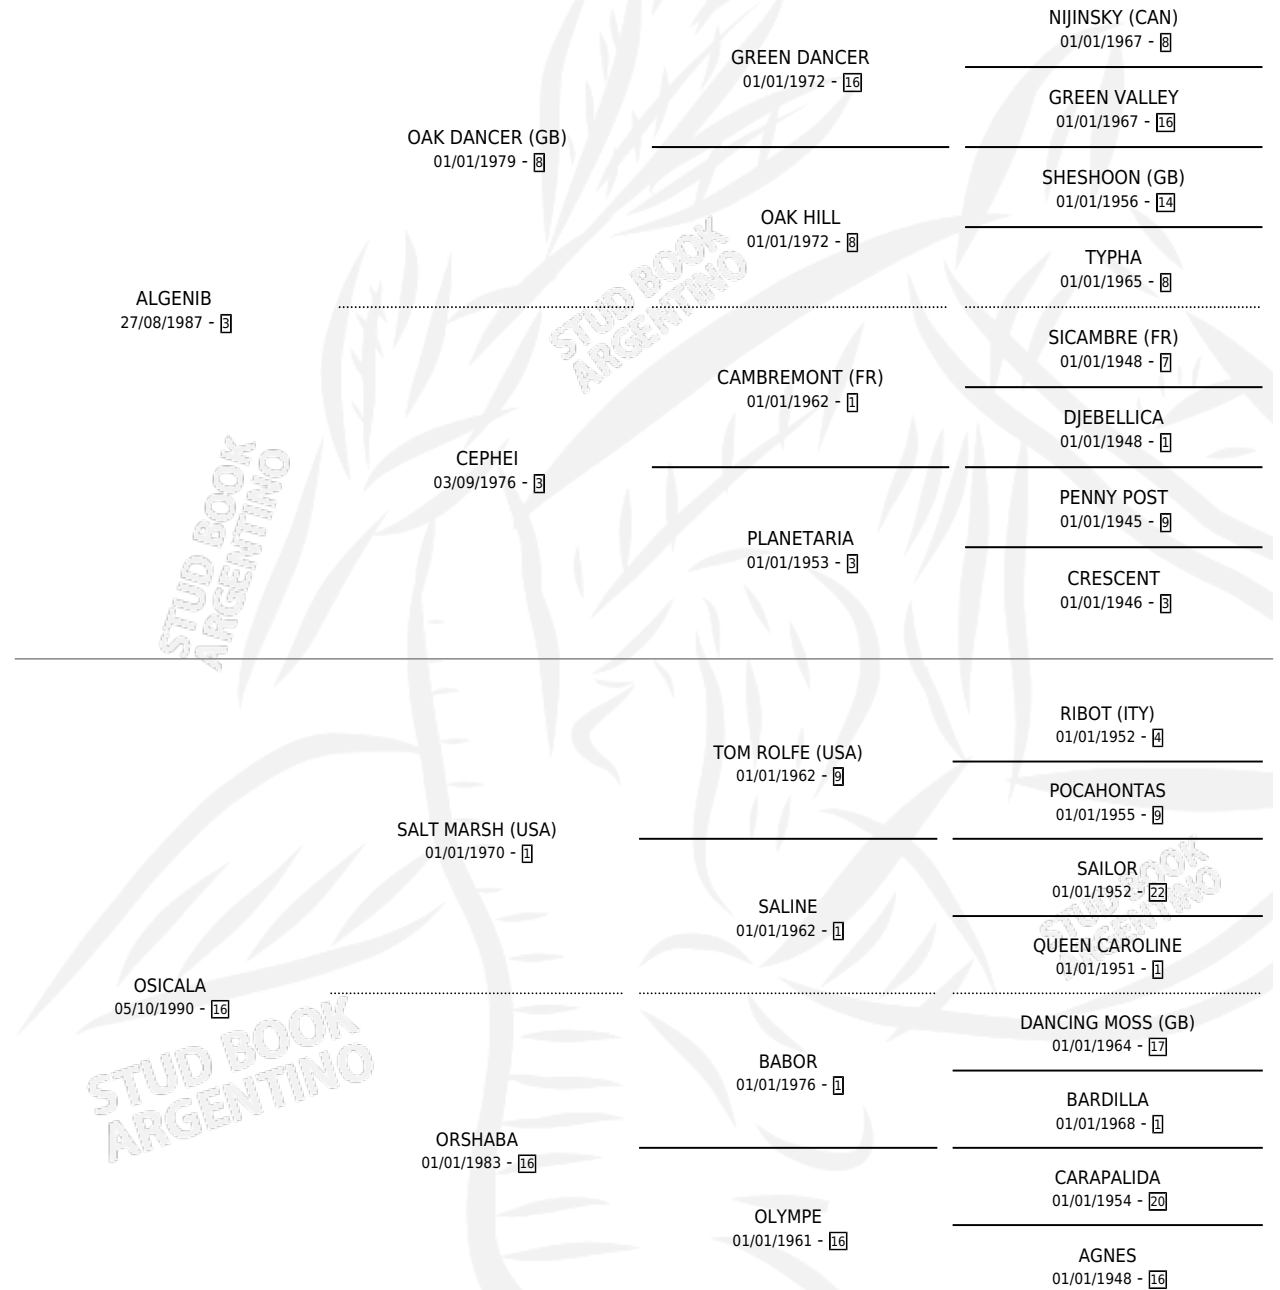 NIJINSKY (CAN)
01/01/1967 - 8
GREEN DANCER
01/01/1972 - 16
GREEN VALLEY
01/01/1967 - 16
OAK DANCER (GB)
01/01/1979 - 8
SHESHOON (GB)
01/01/1956 - 14
OAK HILL
01/01/1972 - 8
TYPHA
01/01/1965 - 8
ALGENIB
27/08/1987 - 3
SICAMBRE (FR)
01/01/1948 - 7
CAMBREMONT (FR)
01/01/1962 - 1
DJEBELLICA
01/01/1948 - 1
CEPHEI
03/09/1976 - 3
PENNY POST
01/01/1945 - 9
PLANETARIA
01/01/1953 - 3
CRESCENT
01/01/1946 - 3
STUD BOOK
ARGENTINO
STUD BOOK
ARGENTINO
RIBOT (ITY)
01/01/1952 - 4
TOM ROLFE (USA)
01/01/1962 - 9
POCAHONTAS
01/01/1955 - 9
SALT MARSH (USA)
01/01/1970 - 1
SAILOR
01/01/1952 - 22
SALINE
01/01/1962 - 1
QUEEN CAROLINE
01/01/1951 - 1
OSICALA
05/10/1990 - 16
DANCING MOSS (GB)
01/01/1964 - 17
BABOR
01/01/1976 - 1
BARDILLA
01/01/1968 - 1
ORSHABA
01/01/1983 - 16
CARAPALIDA
01/01/1954 - 20
OLYMPE
01/01/1961 - 16
AGNES
01/01/1948 - 16
STUD BOOK
ARGENTINO
STUD BOOK
ARGENTINO